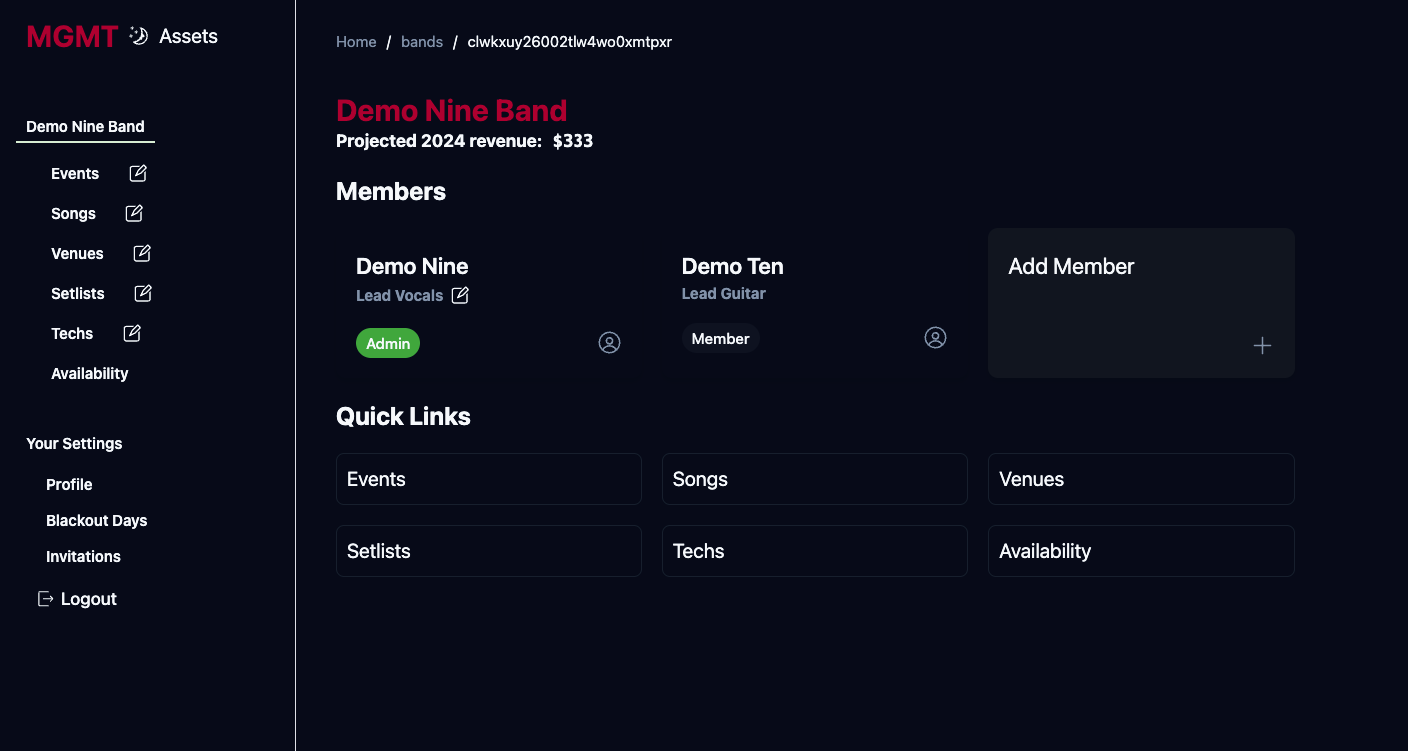 MGMT Assets
Demo Nine Band
Events
Songs
Venues
Setlists
Techs
Availability
Your Settings
Profile
Blackout Days
Invitations
Logout
Home / bands / clwkxuy26002tlw4wo0xmtpxr
Demo Nine Band
Projected 2024 revenue: $333
Members
Demo Nine
Lead Vocals
Admin
Demo Ten
Lead Guitar
Member
Add Member
Quick Links
Events
Songs
Venues
Setlists
Techs
Availability